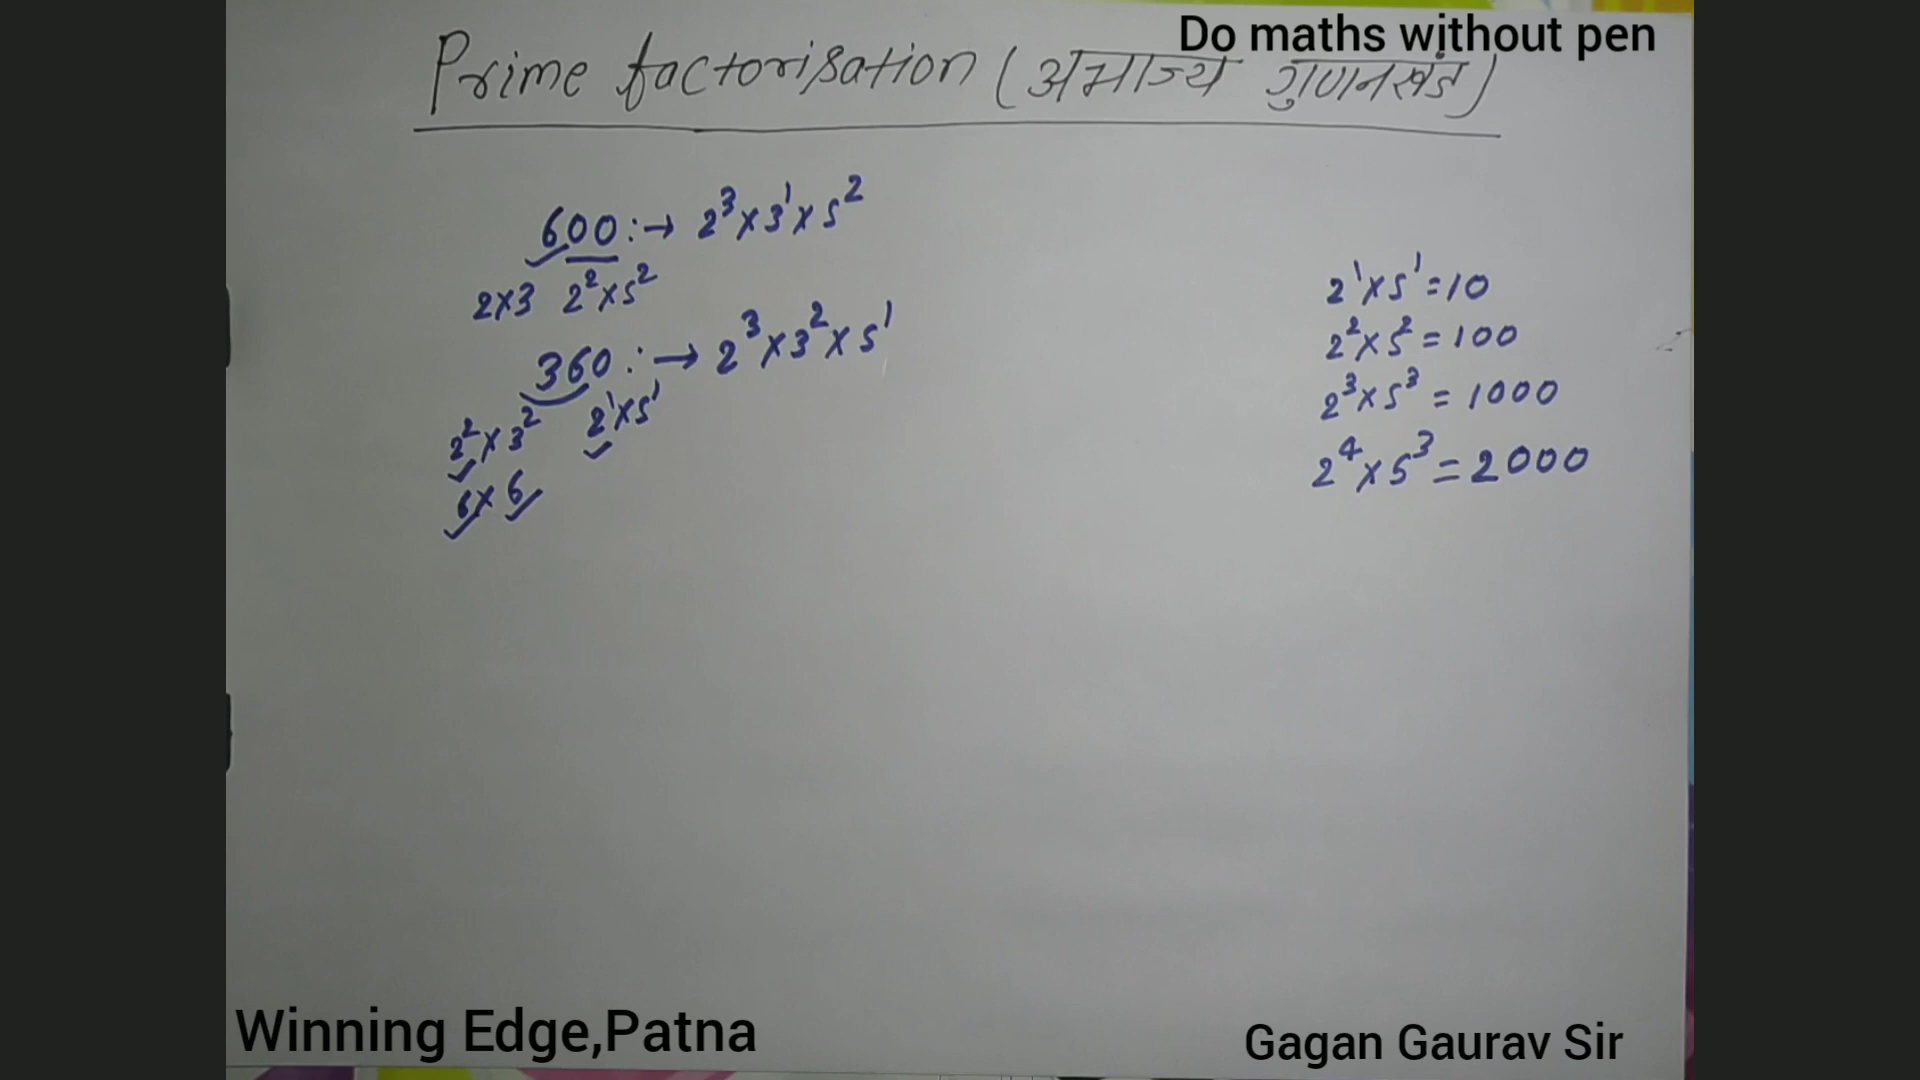 Do maths without pen
Prime factorisation (अभाज्य गुणनखंड)
600 :→ 2³×3¹×5²
2×3 2²×5²
360 :→ 2³×3²×5¹
2²×3² 2¹×5¹
6×6
2¹×5¹=10
2²×5²=100
2³×5³=1000
2⁴×5³=2000
Winning Edge,Patna
Gagan Gaurav Sir